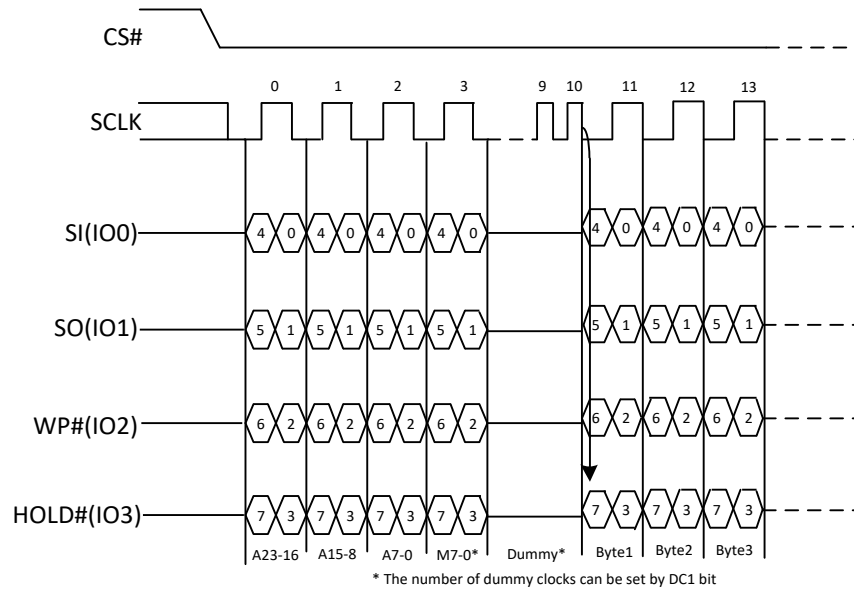 CS#
0 1 2 3 9 10 11 12 13
SCLK
SI(IO0) 4 0 4 0 4 0 4 0 4 0 4 0 4 0
SO(IO1) 5 1 5 1 5 1 5 1 5 1 5 1 5 1
WP#(IO2) 6 2 6 2 6 2 6 2 6 2 6 2 6 2
HOLD#(IO3) 7 3 7 3 7 3 7 3 7 3 7 3 7 3
A23-16 A15-8 A7-0 M7-0* Dummy* Byte1 Byte2 Byte3
* The number of dummy clocks can be set by DC1 bit